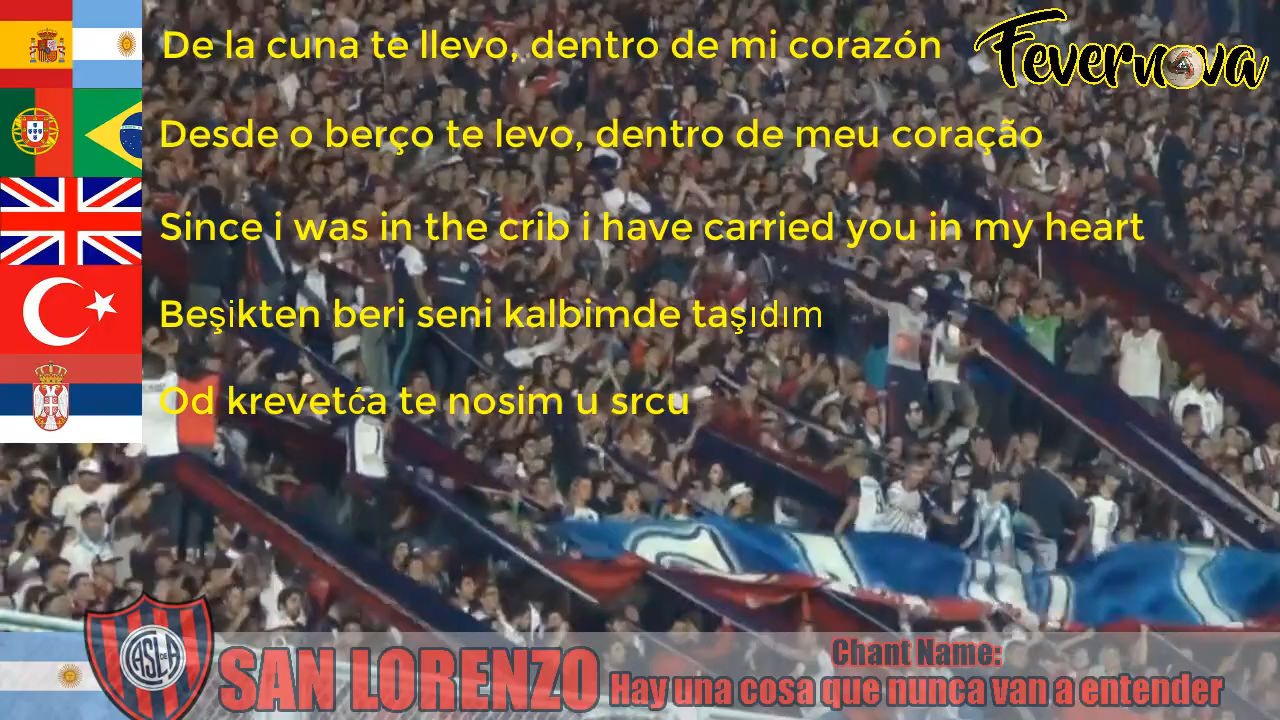 De la cuna te llevo, dentro de mi corazón
Fevernova
Desde o berço te levo, dentro de meu coração
Since i was in the crib i have carried you in my heart
Beşikten beri seni kalbimde taşıdım
Od krevetća te nosim u srcu
CASLA
SAN LORENZO
Chant Name:
Hay una cosa que nunca van a entender